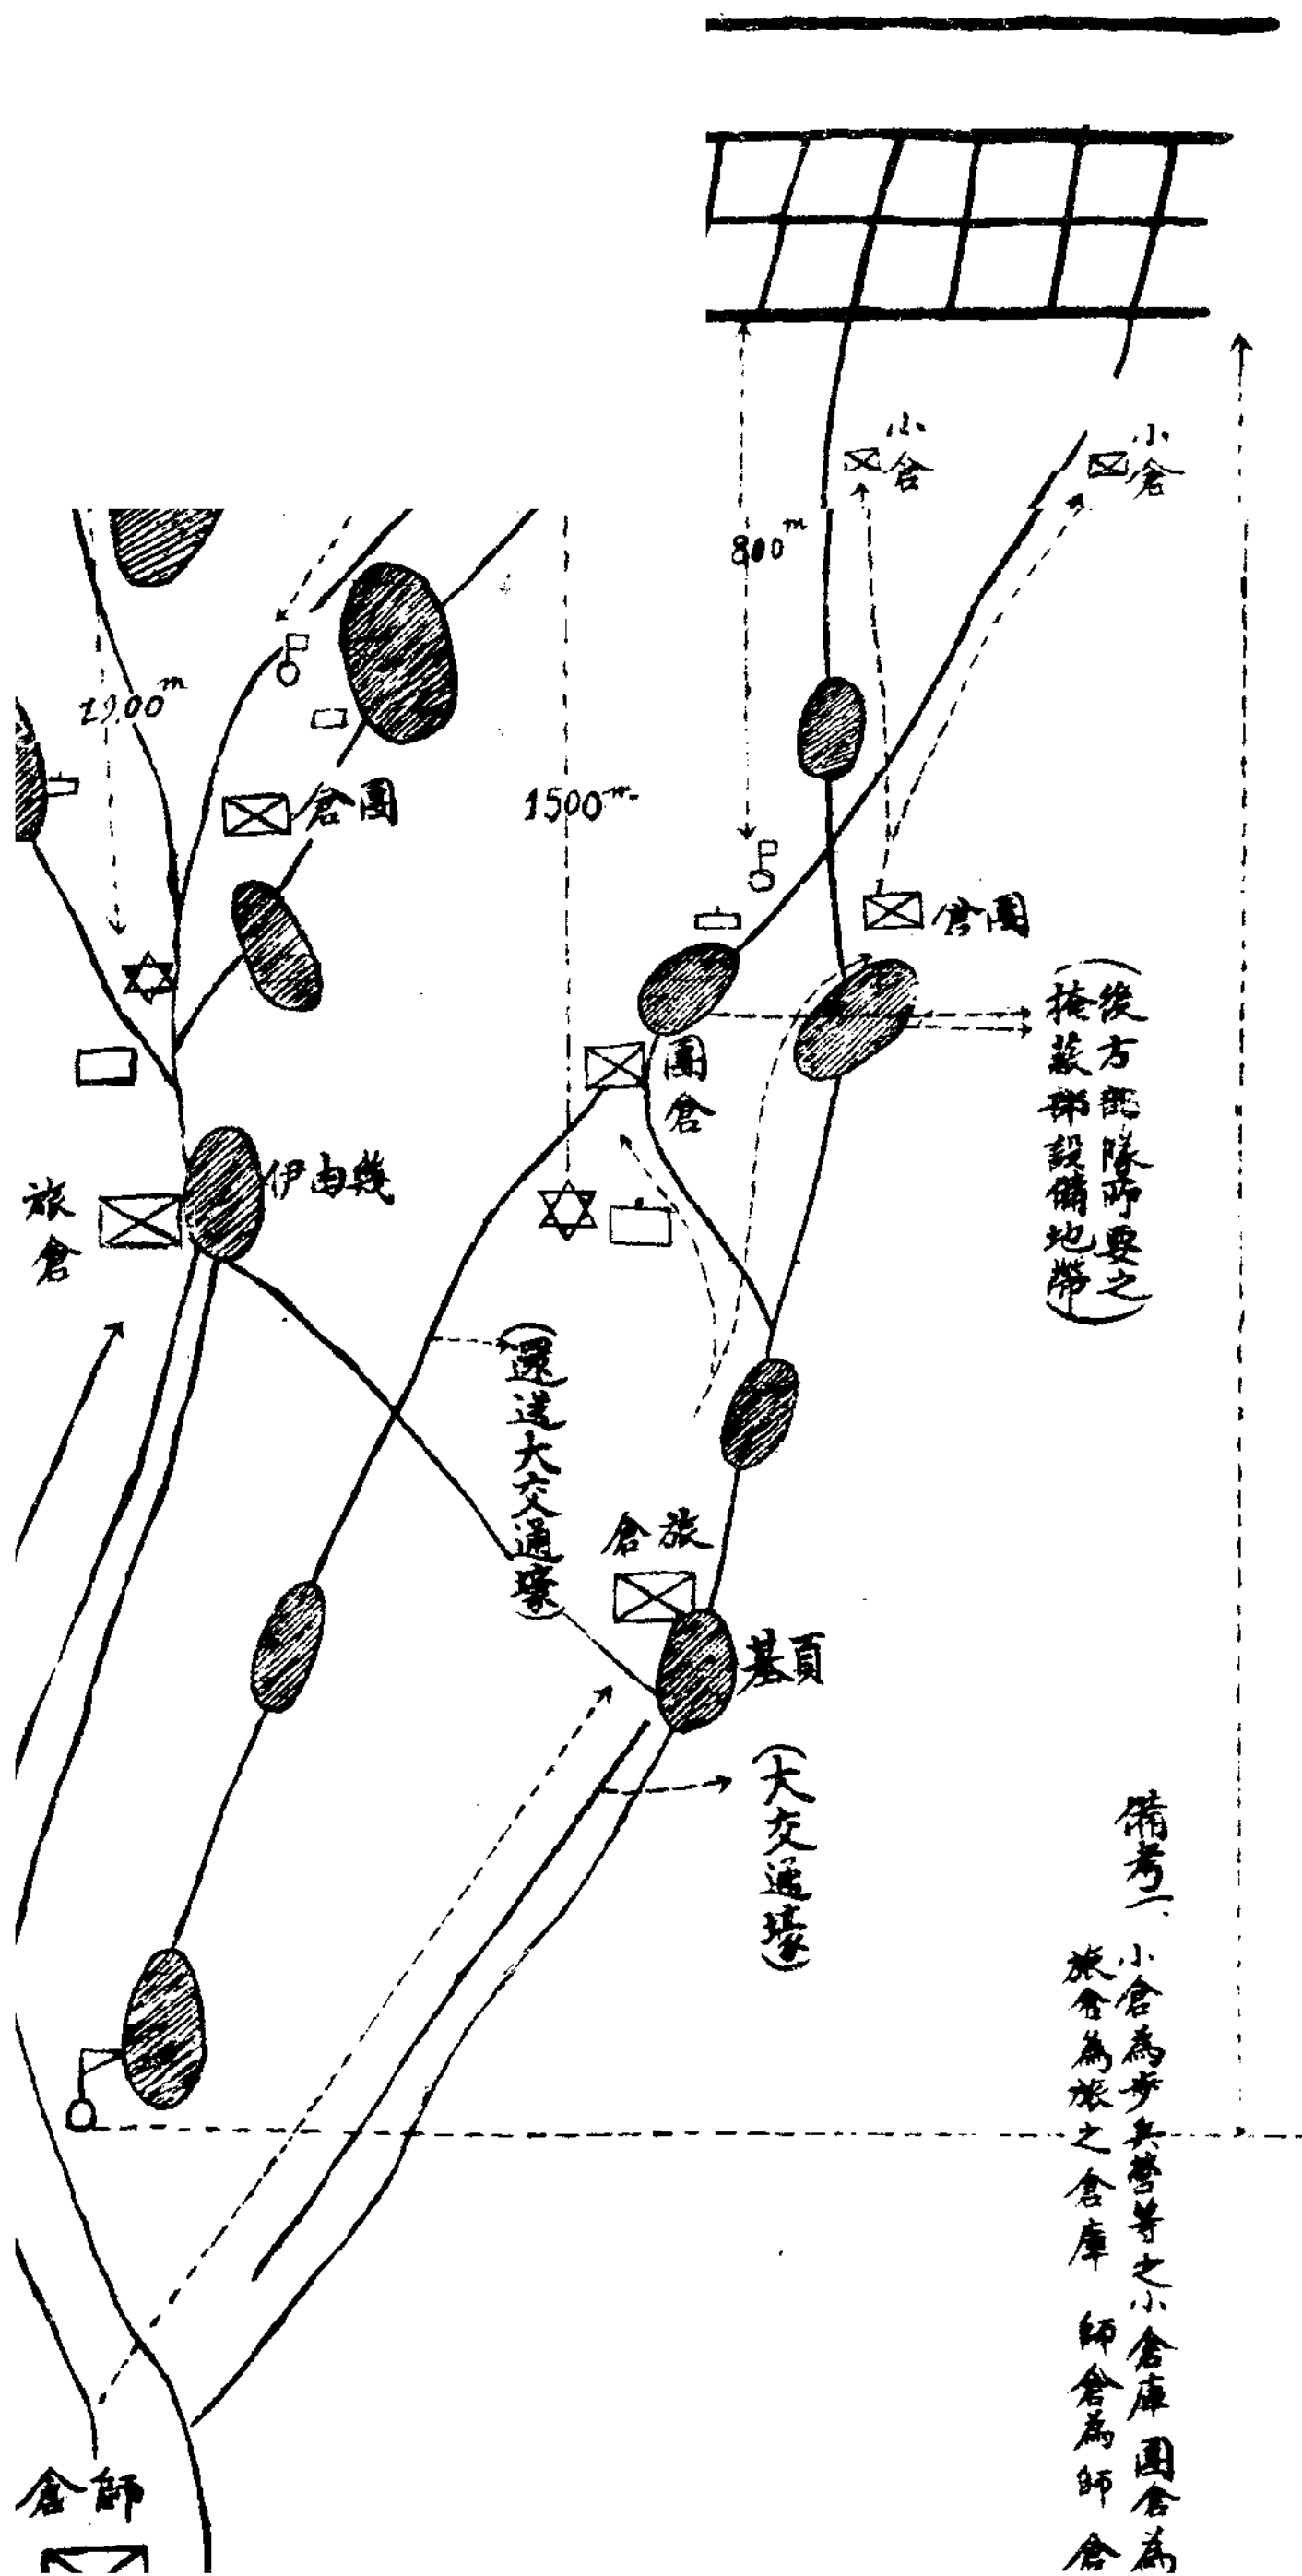 小倉
小倉
800m
1900m
倉團
1500m
倉團
(後方部隊所要之
掩蔽部設備地帶)
團倉
伊由幾
旅倉
(還送大交通壕)
倉旅
基頁
(大交通壕)
備考一、
小倉為步兵營等之小倉庫 團倉為
旅倉為旅之倉庫 師倉為師倉
倉師